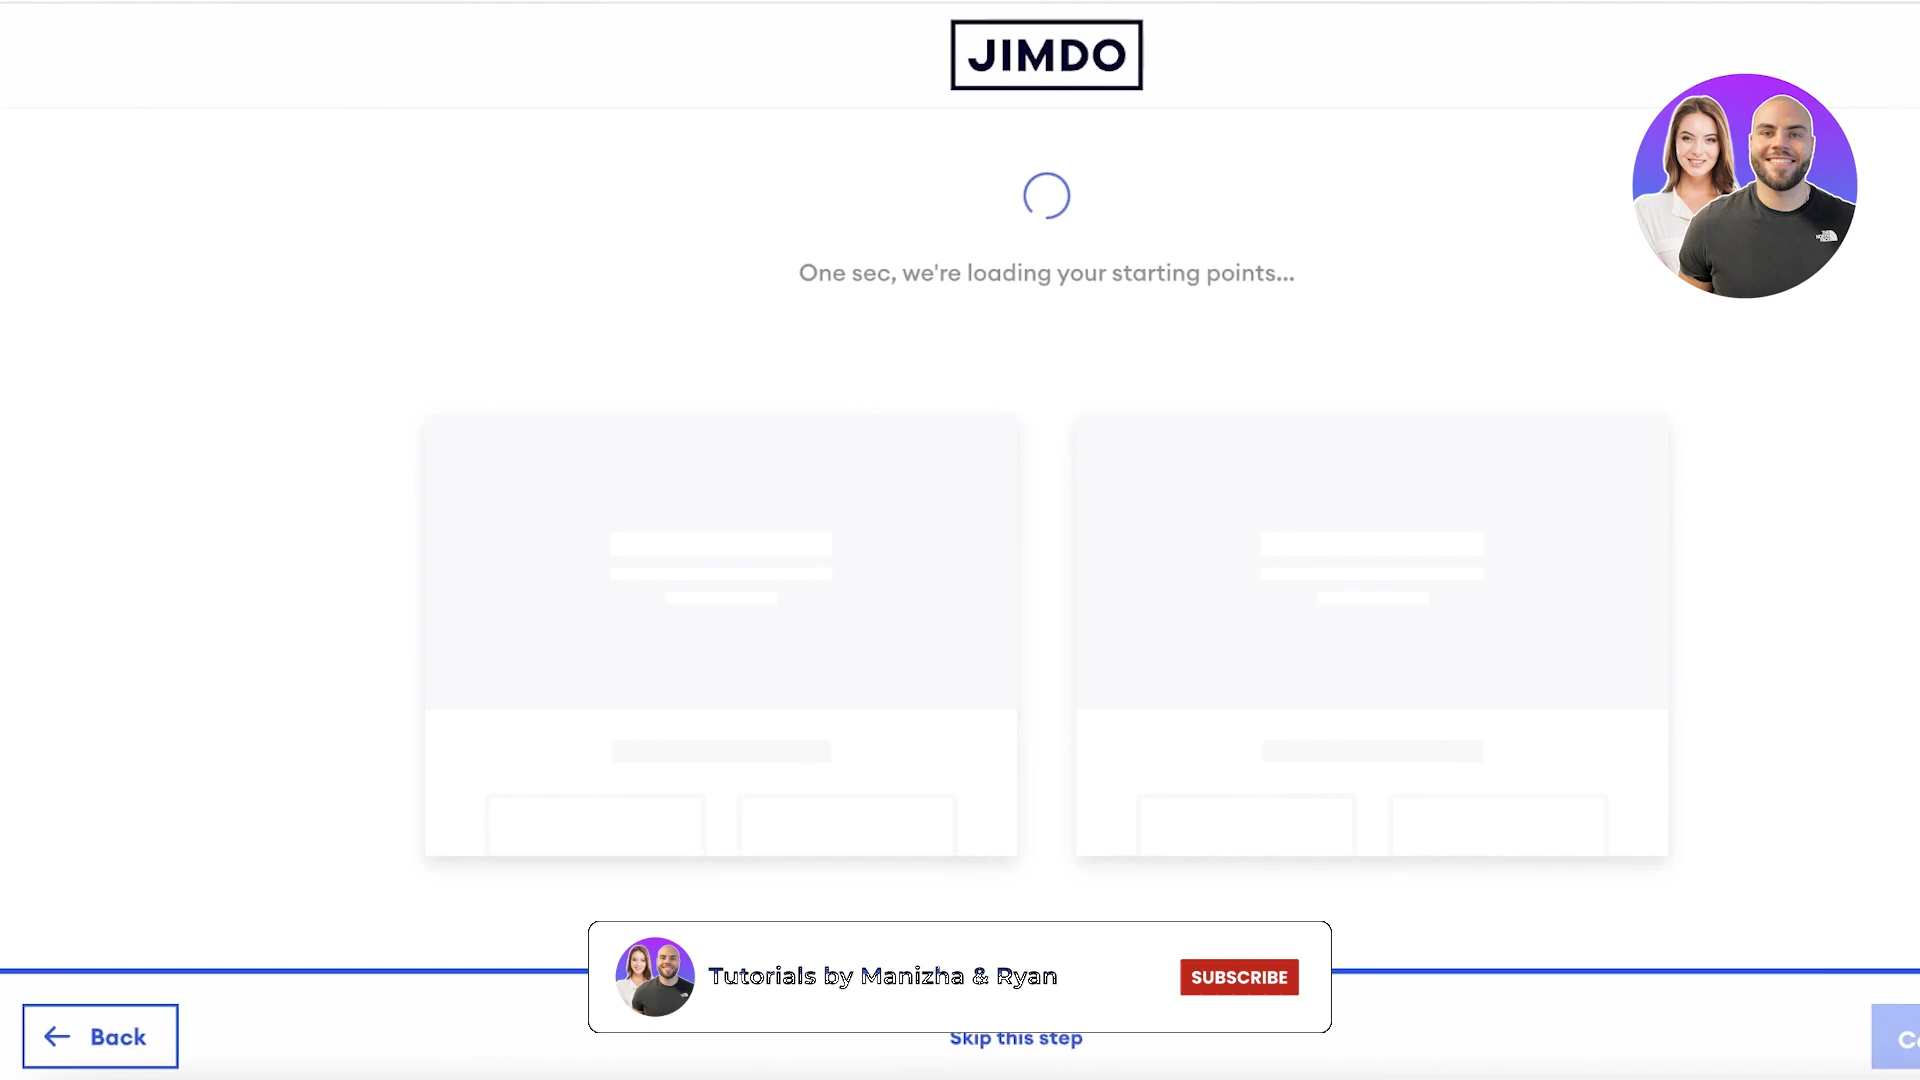 JIMDO
One sec, we're loading your starting points...
Tutorials by Manizha & Ryan
SUBSCRIBE
Back
Skip this step